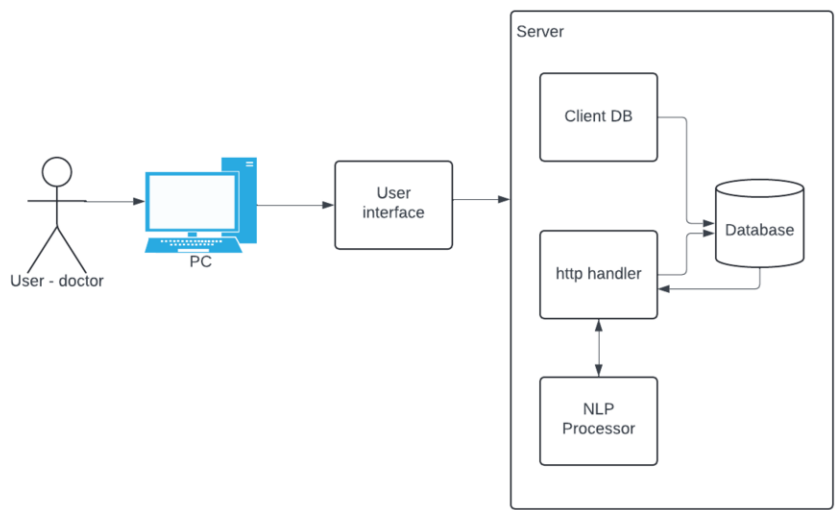 Server
Client DB
User
interface
Database
http handler
PC
User - doctor
NLP
Processor